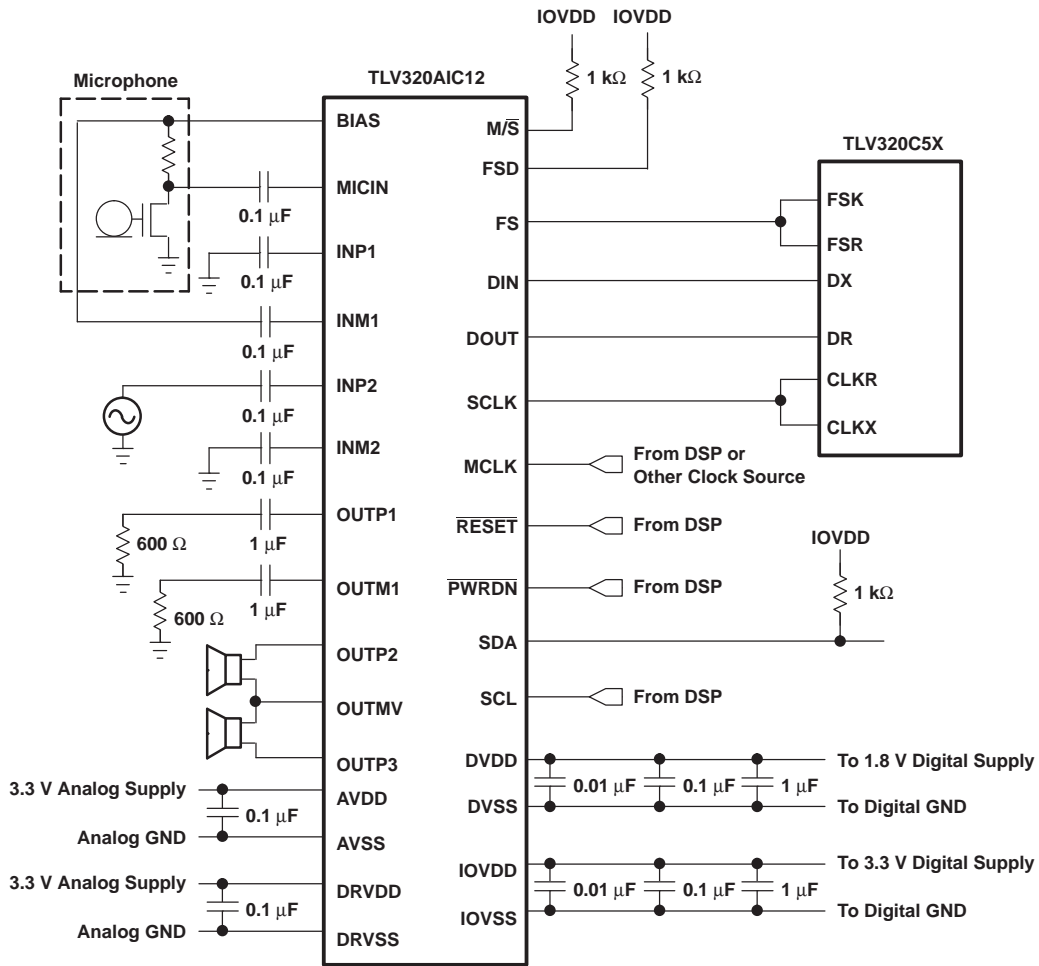 IOVDD IOVDD
1 kΩ 1 kΩ
Microphone
TLV320AIC12
BIAS
MICIN
0.1 μF
INP1
0.1 μF
INM1
0.1 μF
INP2
0.1 μF
INM2
0.1 μF
OUTP1
600 Ω
1 μF
OUTM1
600 Ω
1 μF
OUTP2
OUTMV
OUTP3
3.3 V Analog Supply
AVDD
0.1 μF
Analog GND
AVSS
3.3 V Analog Supply
DRVDD
0.1 μF
Analog GND
DRVSS
M/S̅
FSD
FS
DIN
DOUT
SCLK
MCLK
From DSP or
Other Clock Source
R̅E̅S̅E̅T̅
From DSP
P̅W̅R̅D̅N̅
From DSP
IOVDD
1 kΩ
SDA
SCL
From DSP
DVDD
To 1.8 V Digital Supply
0.01 μF 0.1 μF 1 μF
DVSS
To Digital GND
IOVDD
To 3.3 V Digital Supply
0.01 μF 0.1 μF 1 μF
IOVSS
To Digital GND
TLV320C5X
FSK
FSR
DX
DR
CLKR
CLKX